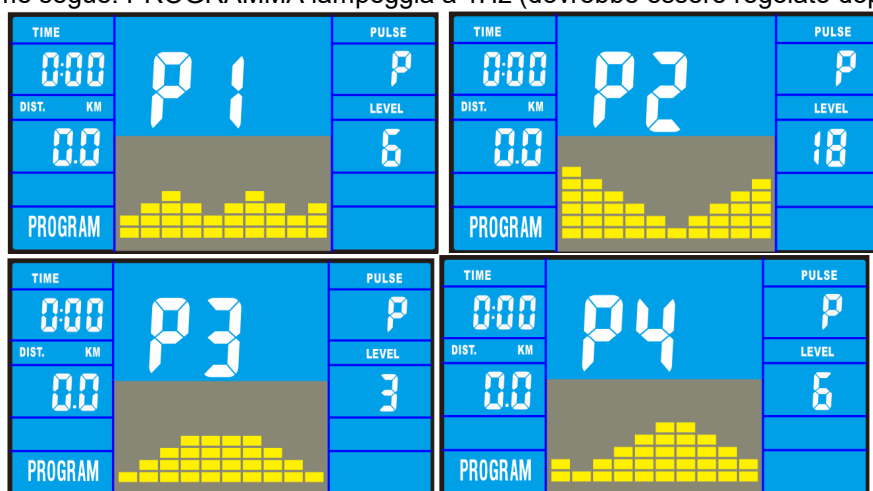 segue. PROGRAMMA lampeggia a 1Hz (dovrebbe essere regolato
TIME
0:00
DIST. KM
0.0
PROGRAM
P1
PULSE
P
LEVEL
6
TIME
0:00
DIST. KM
0.0
PROGRAM
P2
PULSE
P
LEVEL
18
TIME
0:00
DIST. KM
0.0
PROGRAM
P3
PULSE
P
LEVEL
3
TIME
0:00
DIST. KM
0.0
PROGRAM
P4
PULSE
P
LEVEL
6